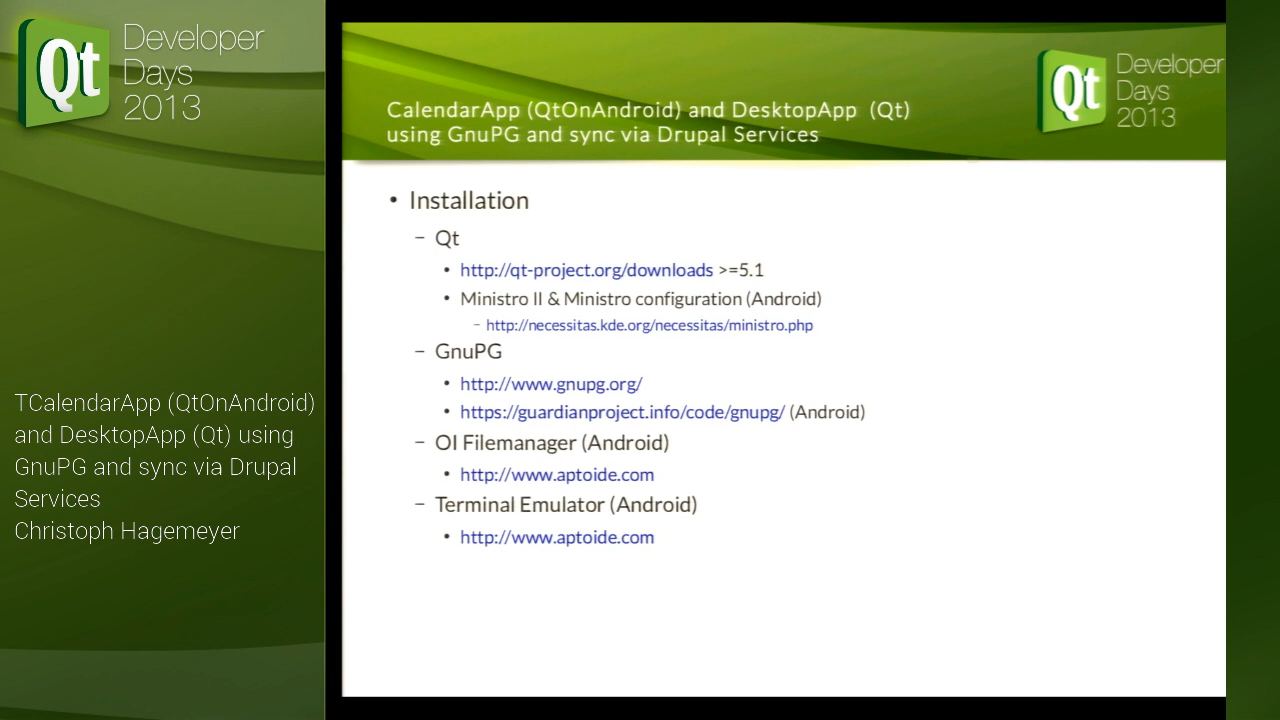 Qt
Developer
Days
2013
TCalendarApp (QtOnAndroid)
and DesktopApp (Qt) using
GnuPG and sync via Drupal
Services
Christoph Hagemeyer
CalendarApp (QtOnAndroid) and DesktopApp (Qt)
using GnuPG and sync via Drupal Services
Qt
Developer
Days
2013
• Installation
– Qt
• http://qt-project.org/downloads >=5.1
• Ministro II & Ministro configuration (Android)
– http://necessitas.kde.org/necessitas/ministro.php
– GnuPG
• http://www.gnupg.org/
• https://guardianproject.info/code/gnupg/ (Android)
– OI Filemanager (Android)
• http://www.aptoide.com
– Terminal Emulator (Android)
• http://www.aptoide.com